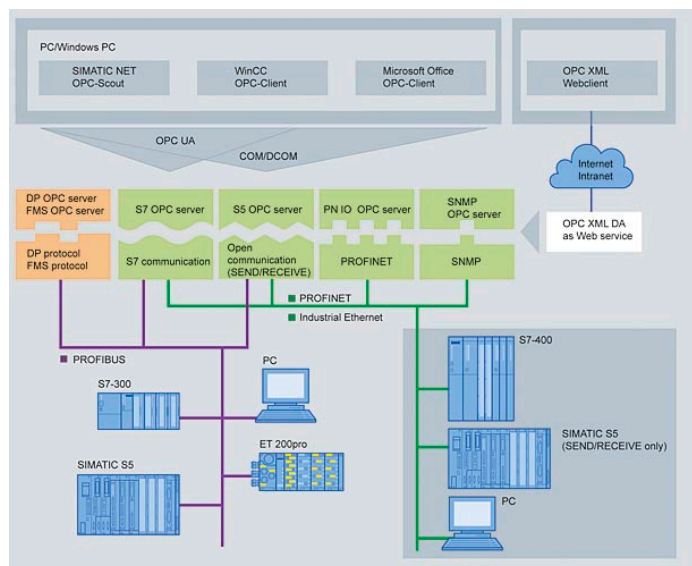 PC/Windows PC
SIMATIC NET
OPC-Scout
WinCC
OPC-Client
Microsoft Office
OPC-Client
OPC XML
Webclient
OPC UA
COM/DCOM
Internet
Intranet
DP OPC server
FMS OPC server
S7 OPC server
S5 OPC server
PN IO OPC server
SNMP
OPC server
OPC XML DA
as Web service
DP protocol
FMS protocol
S7 communication
Open
communication
(SEND/RECEIVE)
PROFINET
SNMP
PROFINET
Industrial Ethernet
PROFIBUS
S7-300
PC
ET 200pro
SIMATIC S5
S7-400
SIMATIC S5
(SEND/RECEIVE only)
PC